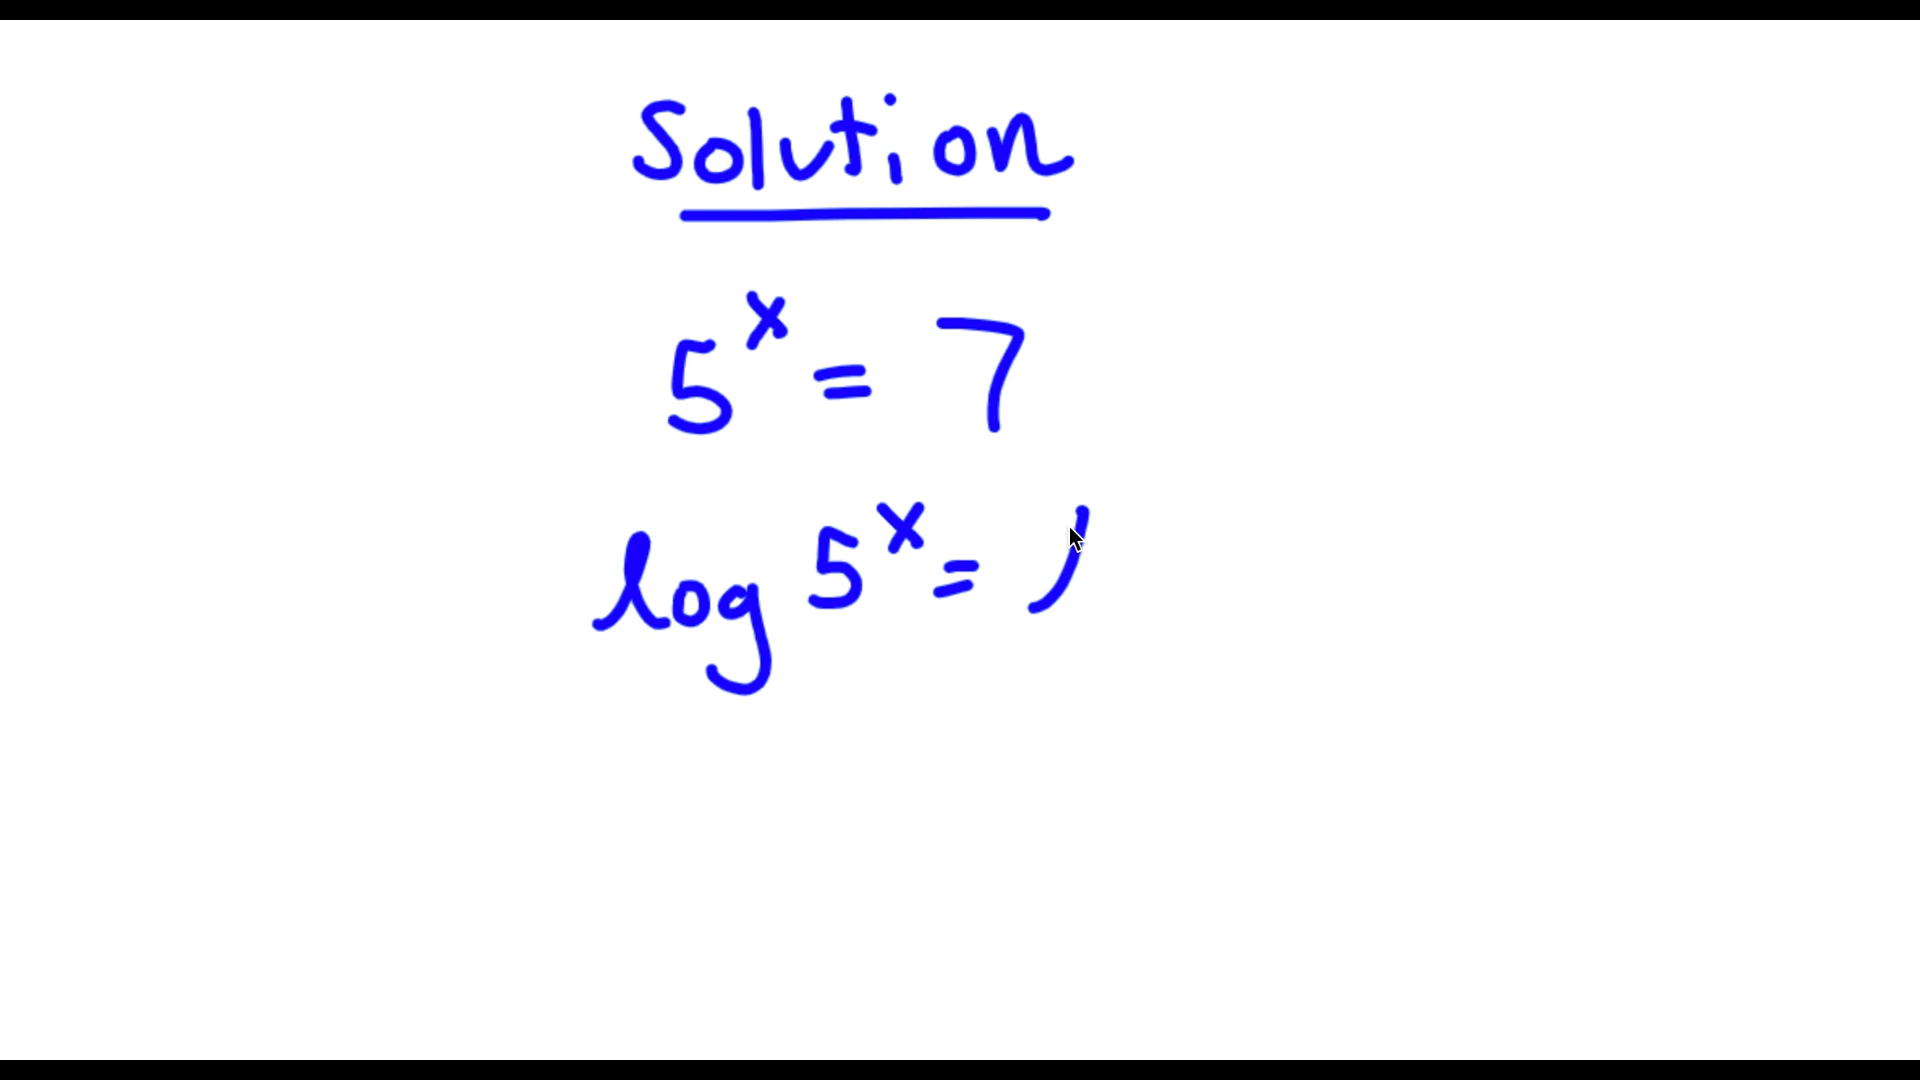 Solution
5^x = 7
log 5^x =